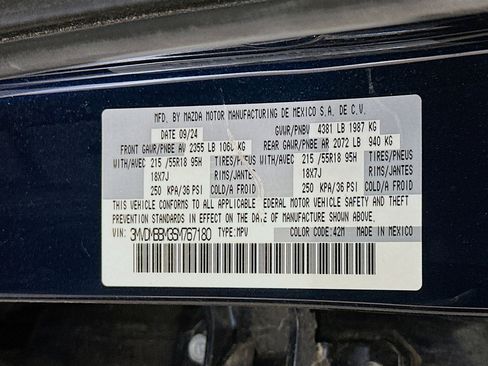 MFD. BY MAZDA MOTOR MANUFACTURING DE MEXICO S.A. DE C.V.
DATE 09/24 GVWR/PNBV 4381 LB 1987 KG
FRONT GAWR/PNBE AV 2355 LB 1068 KG REAR GAWR/PNBE AR 2072 LB 940 KG
WITH/AVEC 215 /55R18 95H TIRES/PNEUS WITH/AVEC 215 /55R18 95H TIRES/PNEUS
18X7J RIMS/JANTES 18X7J RIMS/JANTES
250 KPA/36 PSI COLD/A FROID 250 KPA/36 PSI COLD/A FROID
THIS VEHICLE CONFORMS TO ALL APPLICABLE FEDERAL MOTOR VEHICLE SAFETY AND THEFT
PREVENTION STANDARDS IN EFFECT ON THE DATE OF MANUFACTURE SHOWN ABOVE.
VIN: TYPE: MPV COLOR CODE: 42M MADE IN MEXICO